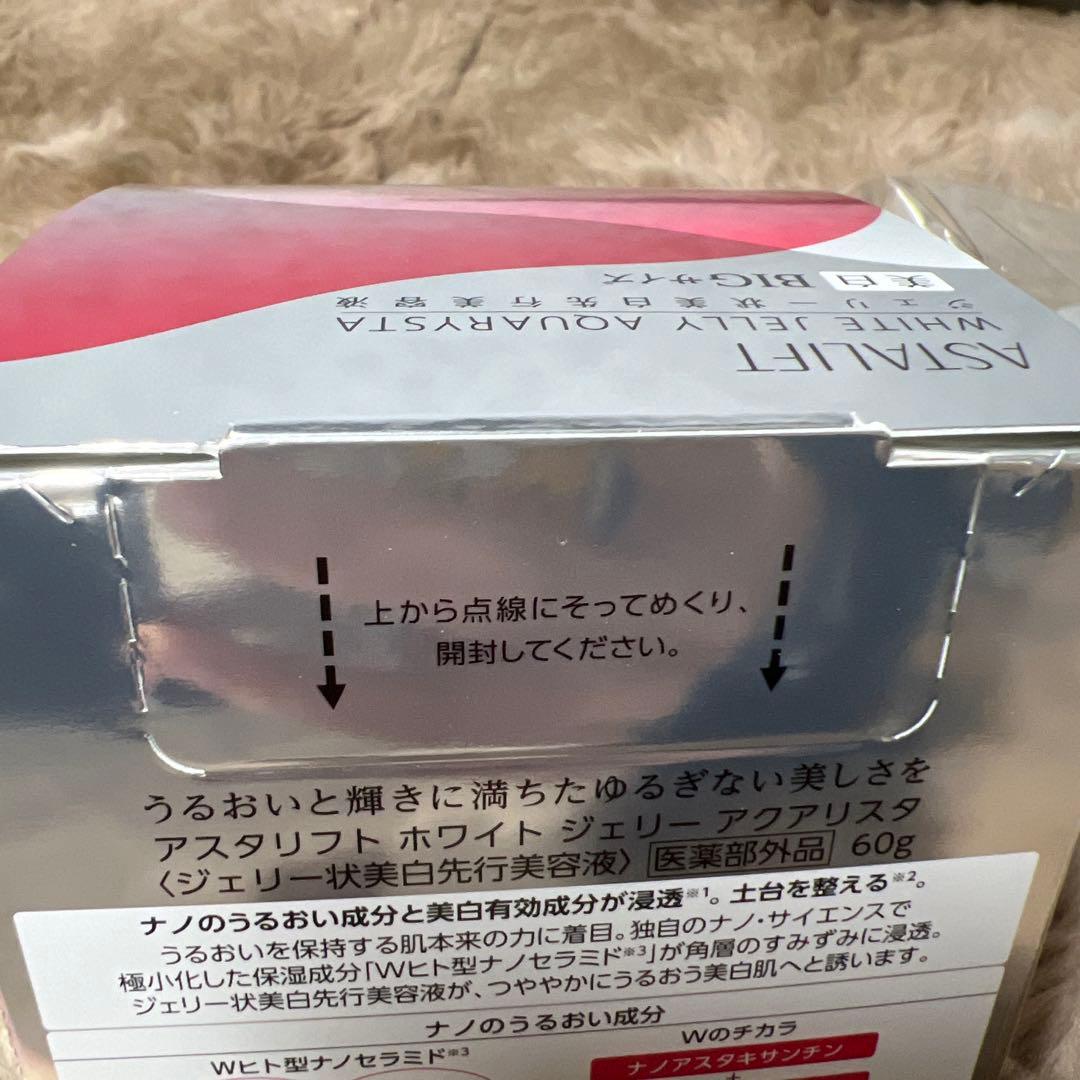 ASTALIFT
WHITE JELLY AQUARYSTA
ジェリー状美白先行美容液
美白 BIGサイズ
上から点線にそってめくり、
開封してください。
うるおいと輝きに満ちたゆるぎない美しさを
アスタリフト ホワイト ジェリー アクアリスタ
〈ジェリー状美白先行美容液〉 医薬部外品 60g
ナノのうるおい成分と美白有効成分が浸透※1。土台を整える※2。
うるおいを保持する肌本来の力に着目。独自のナノ・サイエンスで
極小化した保湿成分「Wヒト型ナノセラミド※3」が角層のすみずみに浸透。
ジェリー状美白先行美容液が、つややかにうるおう美白肌へと誘います。
ナノのうるおい成分
Wヒト型ナノセラミド※3
Wのチカラ
ナノアスタキサンチン
+